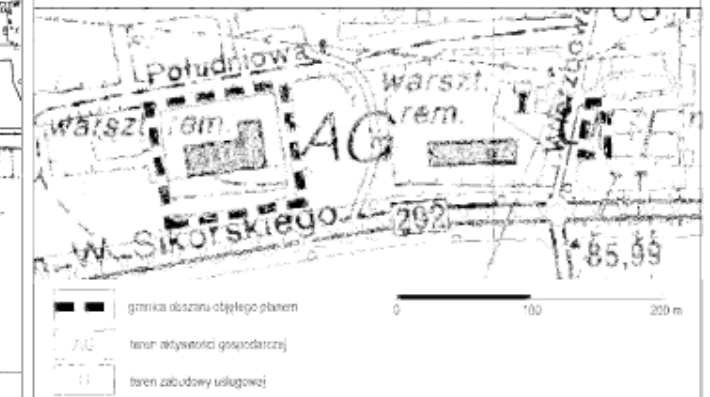 Południowa
warszt. rem.
AG
warszt.
rem.
W. Sikorskiego
292
85,99
granica obszaru objętego planem
0 100 200 m
AG teren aktywności gospodarczej
U teren zabudowy usługowej